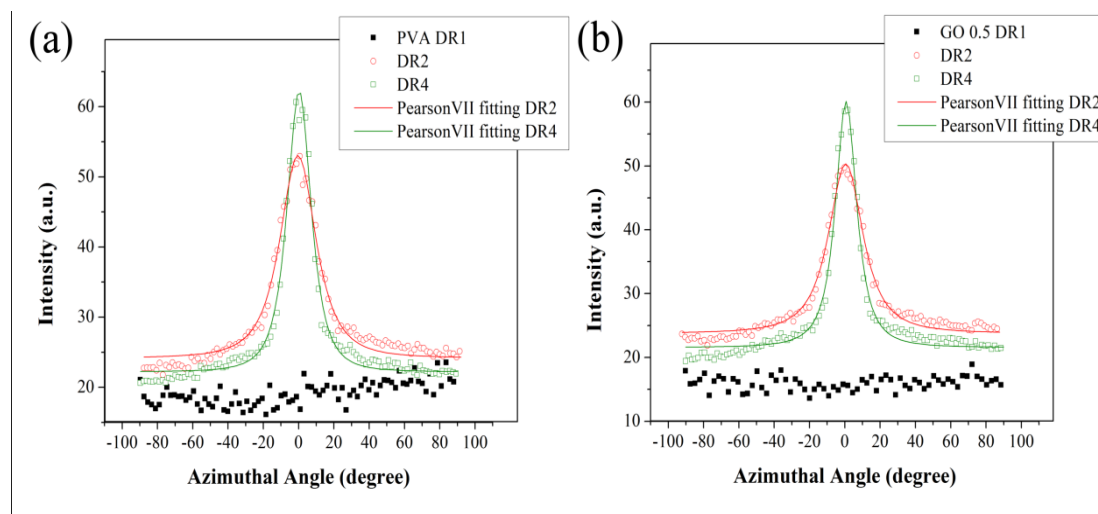 (a)
PVA DR1
DR2
DR4
PearsonVII fitting DR2
PearsonVII fitting DR4
60
50
40
30
20
Intensity (a.u.)
-100 -80 -60 -40 -20 0 20 40 60 80 100
Azimuthal Angle (degree)
(b)
GO 0.5 DR1
DR2
DR4
PearsonVII fitting DR2
PearsonVII fitting DR4
60
50
40
30
20
10
Intensity (a.u.)
-100 -80 -60 -40 -20 0 20 40 60 80 100
Azimuthal Angle (degree)